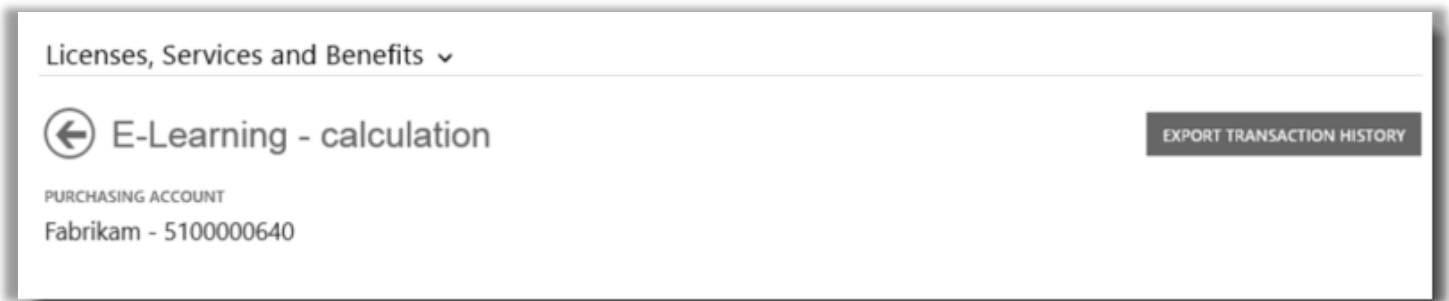 Licenses, Services and Benefits
E-Learning - calculation
EXPORT TRANSACTION HISTORY
PURCHASING ACCOUNT
Fabrikam - 5100000640